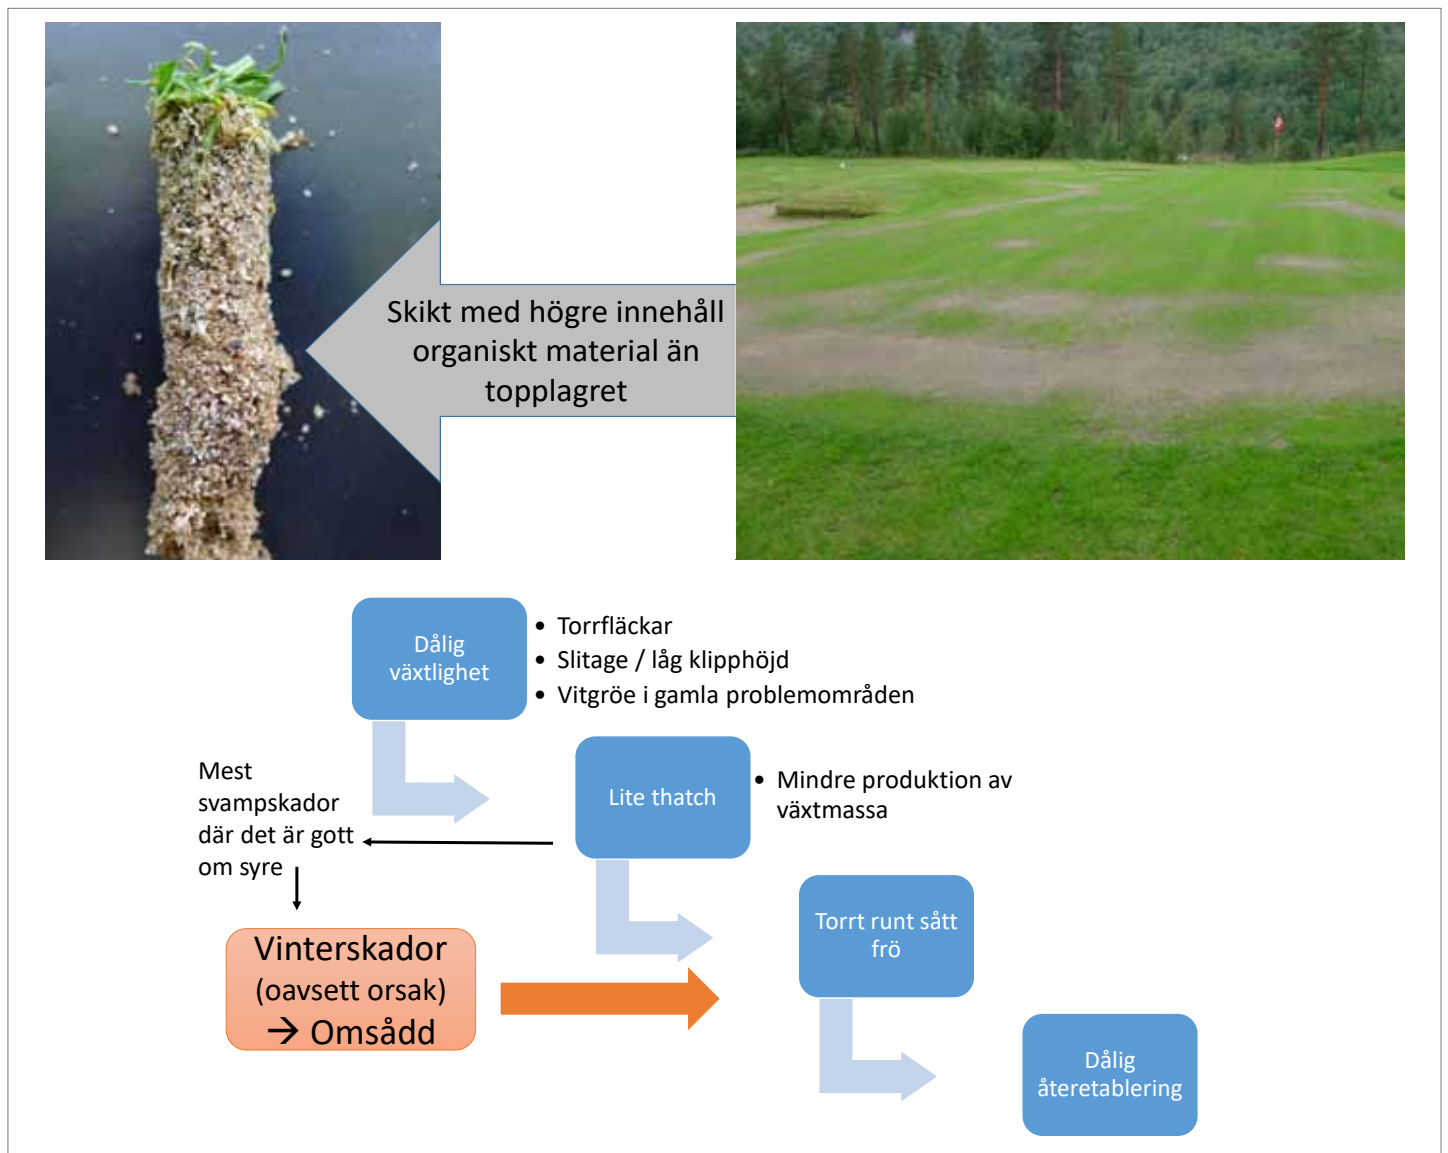 Skikt med högre innehåll
organiskt material än
topplagret
Dålig
växtlighet
• Torrfläckar
• Slitage / låg klipphöjd
• Vitgröe i gamla problemområden
Lite thatch
• Mindre produktion av
växtmassa
Mest
svampskador
där det är gott
om syre
Torrt runt sått
frö
Vinterskador
(oavsett orsak)
→ Omsådd
Dålig
återetablering